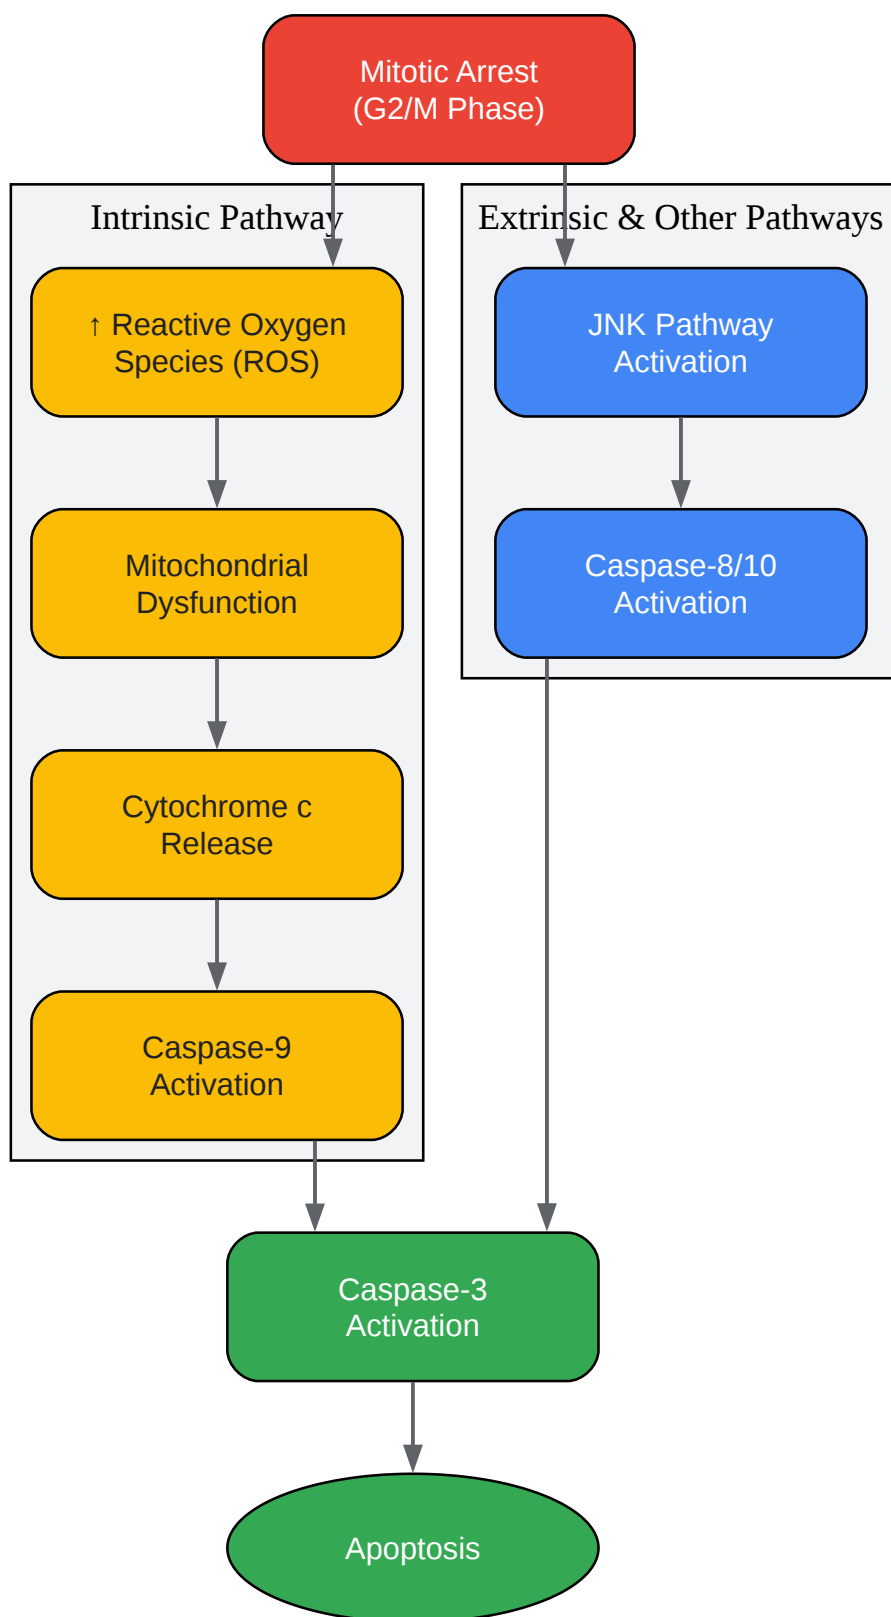 Mitotic Arrest
(G2/M Phase)
Intrinsic Pathway
↑ Reactive Oxygen
Species (ROS)
Mitochondrial
Dysfunction
Cytochrome c
Release
Caspase-9
Activation
Extrinsic & Other Pathways
JNK Pathway
Activation
Caspase-8/10
Activation
Caspase-3
Activation
Apoptosis